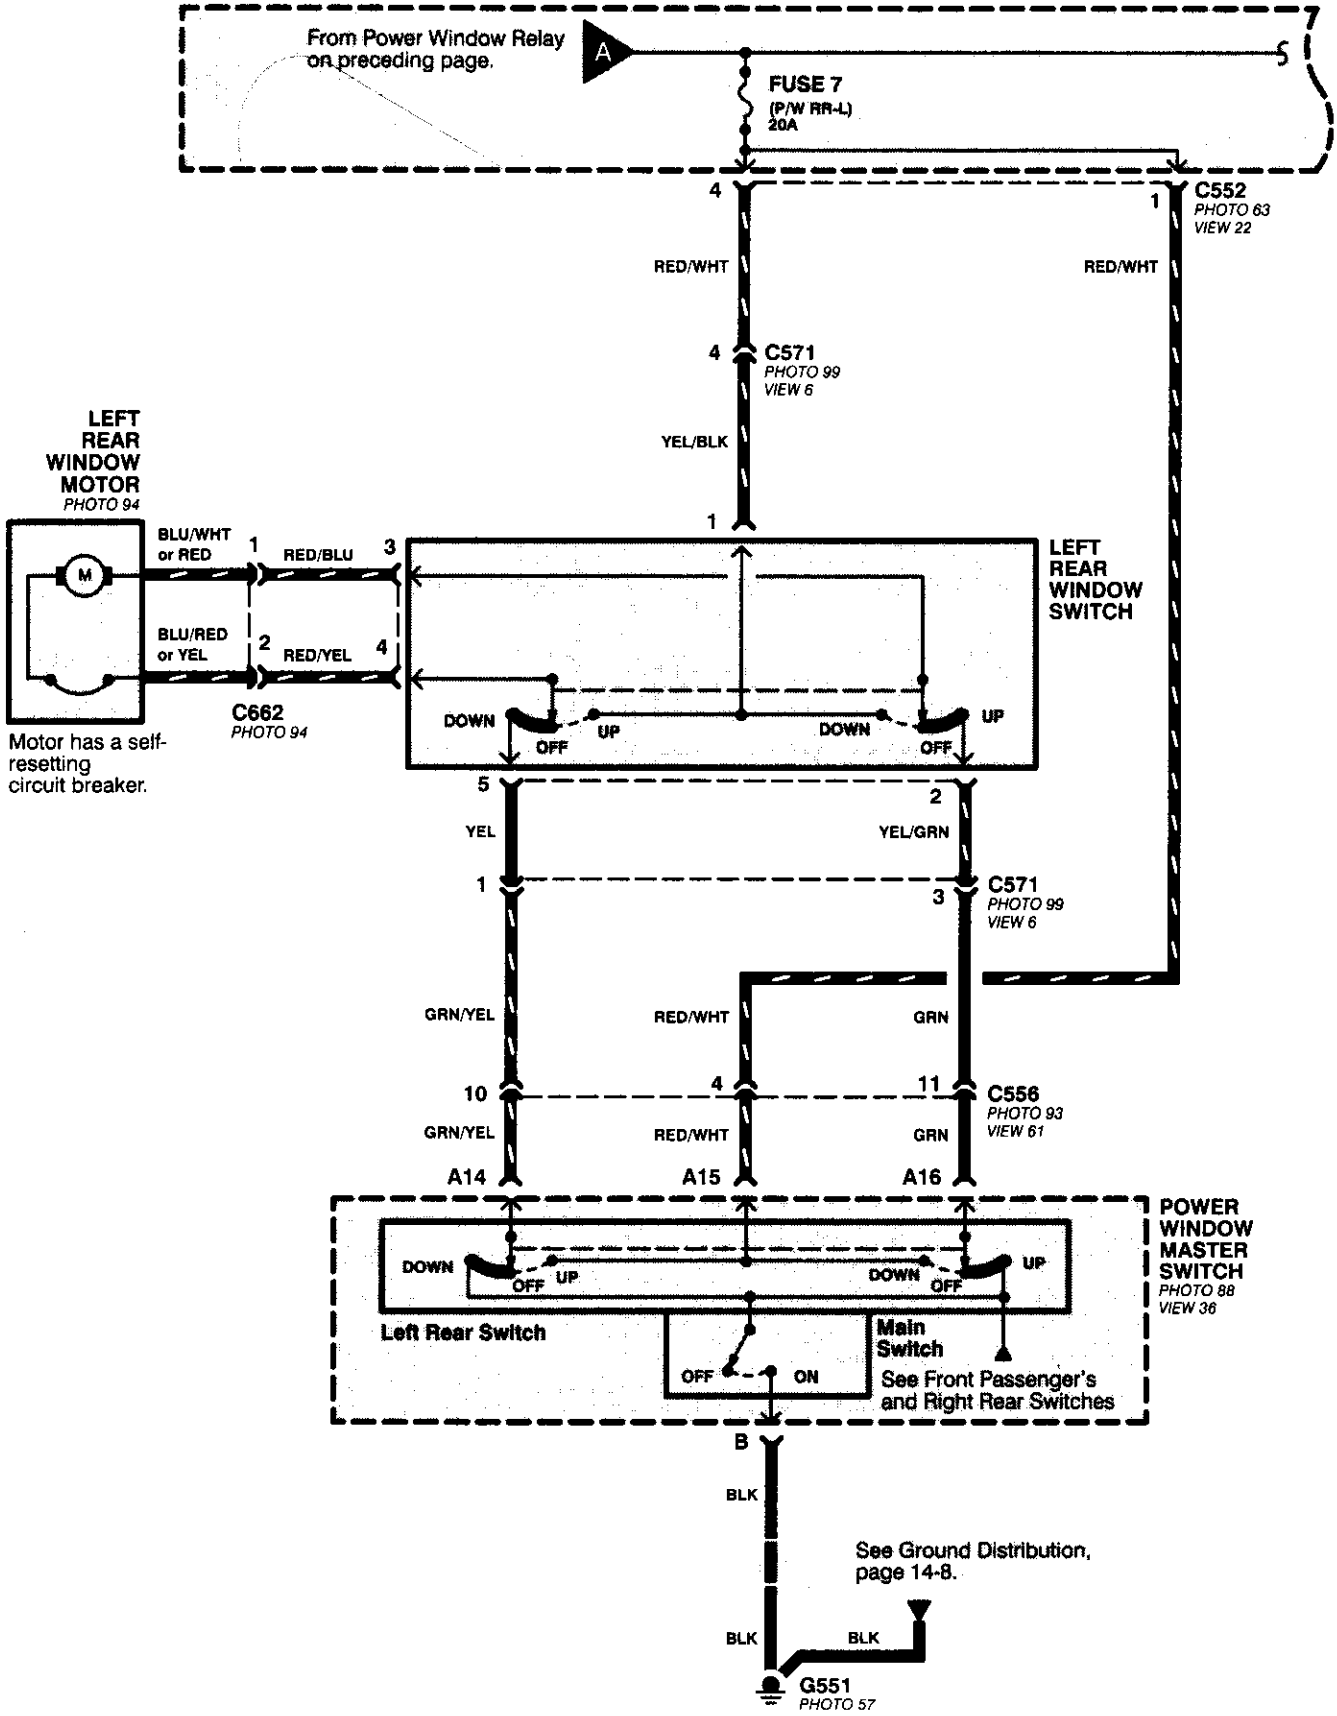 From Power Window Relay
on preceding page.
A
FUSE 7
(P/W RR-L)
20A
4
1
C552
PHOTO 63
VIEW 22
RED/WHT
RED/WHT
4
C571
PHOTO 99
VIEW 6
YEL/BLK
LEFT
REAR
WINDOW
MOTOR
PHOTO 94
M
BLU/WHT
or RED
1
RED/BLU
3
1
LEFT
REAR
WINDOW
SWITCH
BLU/RED
or YEL
2
RED/YEL
4
C662
PHOTO 94
Motor has a self-
resetting
circuit breaker.
DOWN
OFF
UP
DOWN
OFF
UP
5
2
YEL
YEL/GRN
1
3
C571
PHOTO 99
VIEW 6
GRN/YEL
RED/WHT
GRN
10
4
11
C556
PHOTO 93
VIEW 61
GRN/YEL
RED/WHT
GRN
A14
A15
A16
POWER
WINDOW
MASTER
SWITCH
PHOTO 88
VIEW 36
DOWN
OFF
UP
DOWN
OFF
UP
Left Rear Switch
Main
Switch
OFF
ON
See Front Passenger's
and Right Rear Switches
B
BLK
See Ground Distribution,
page 14-8.
BLK
BLK
G551
PHOTO 57